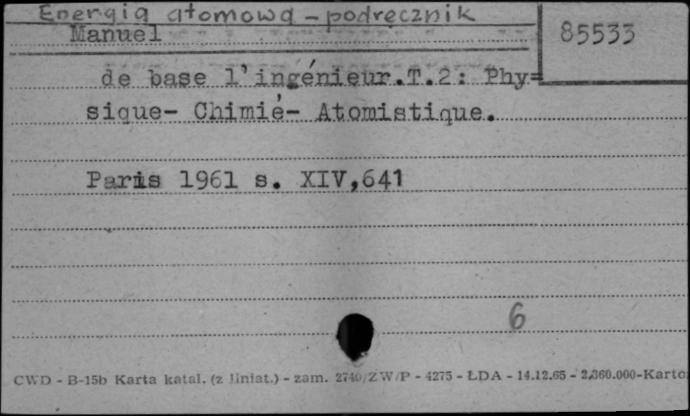 Energia atomowa - podręcznik
Manuel
85533
de base l'ingénieur.T.2: Phy=
sique- Chimié- Atomistique.
Paris 1961 s. XIV,641
6
CWD - B-15b Karta katal. (z liniat.) - zam. 2740/ZW/P - 4275 - ŁDA - 14.12.65 - 2.360.000-Karto